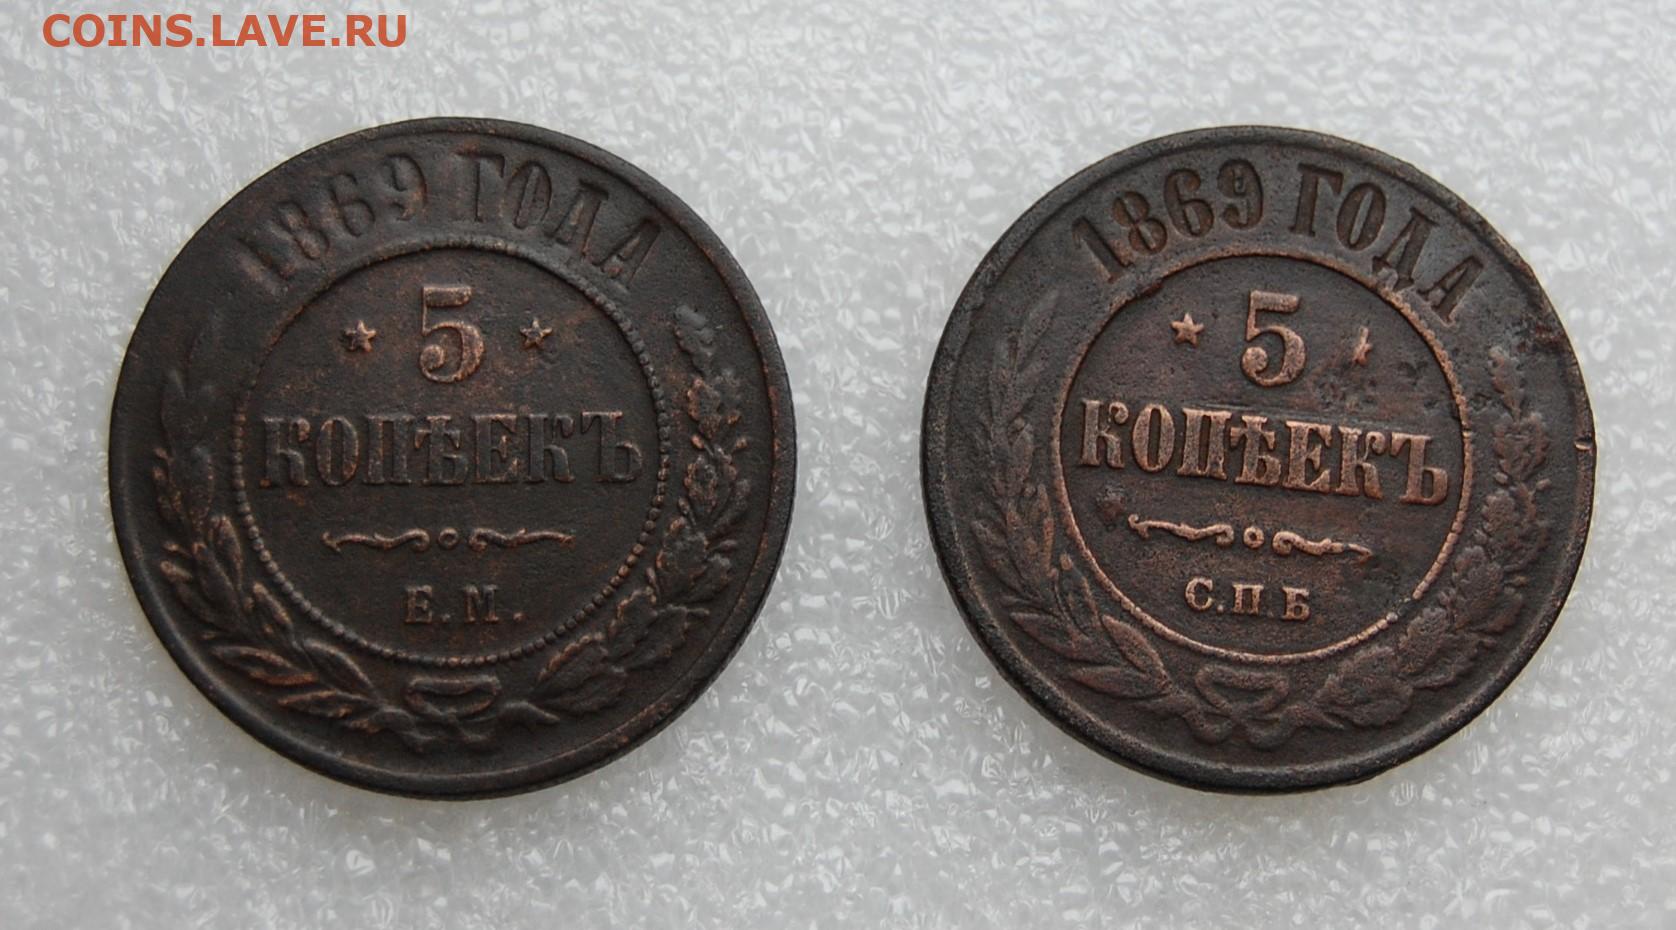 COINS.LAVE.RU
1869 ГОДА
5
КОПѢЕКЪ
Е.М.
1869 ГОДА
5
КОПѢЕКЪ
С.П.Б